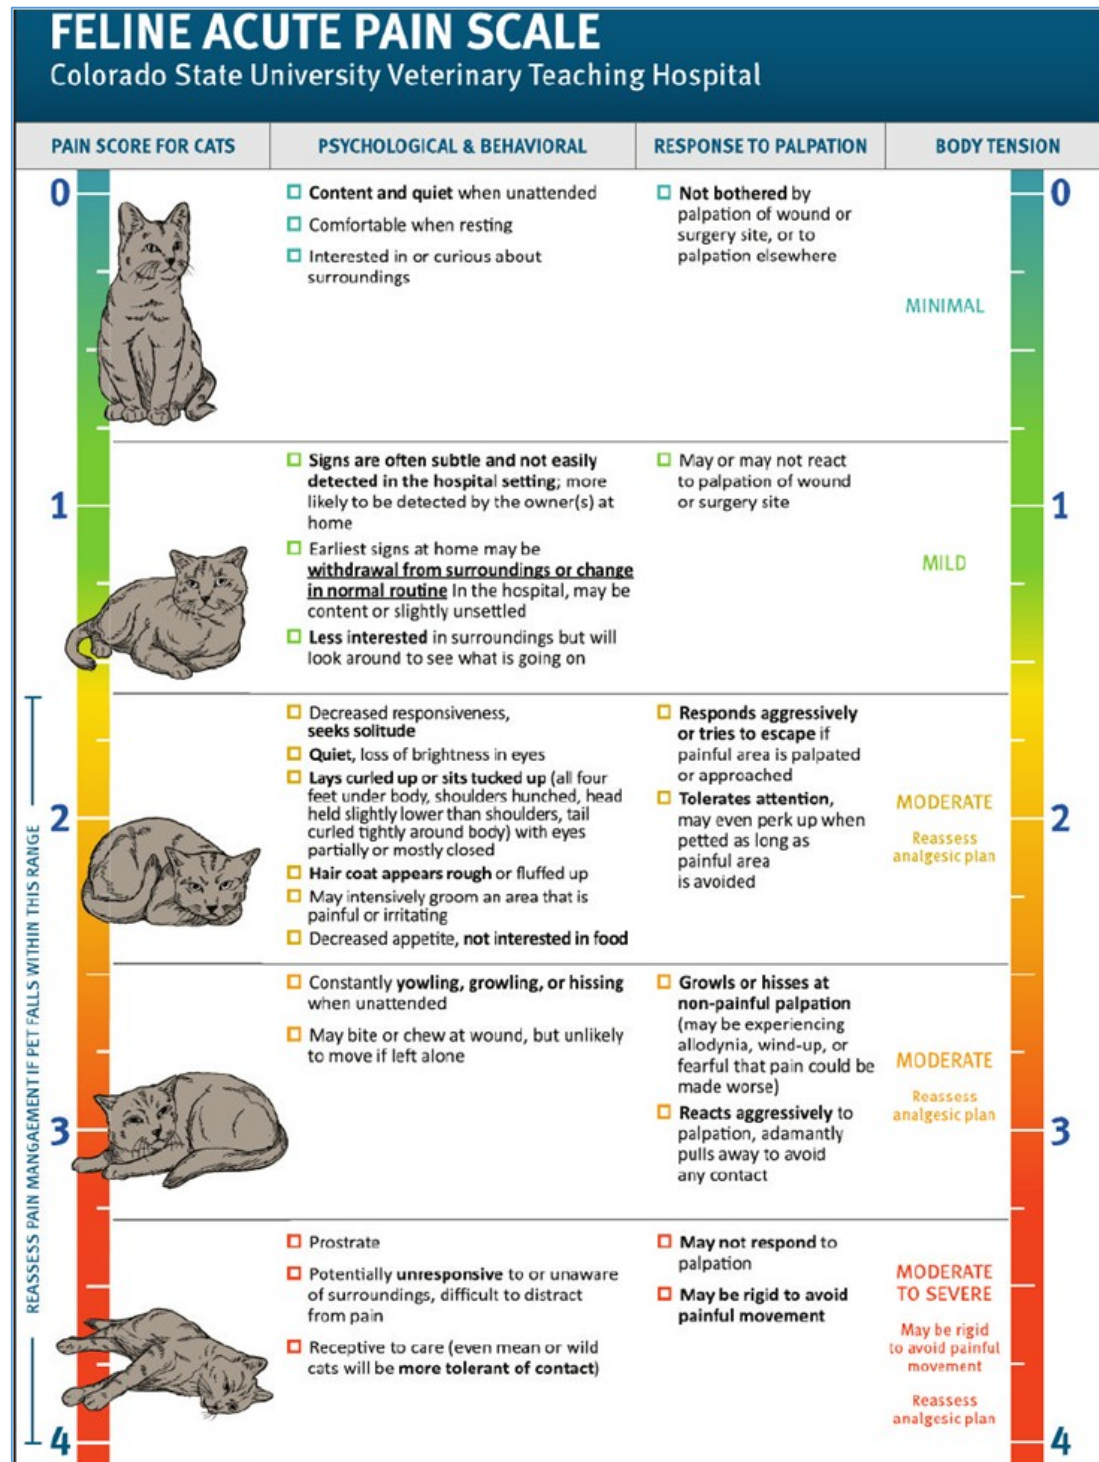 FELINE ACUTE PAIN SCALE
Colorado State University Veterinary Teaching Hospital
PAIN SCORE FOR CATS
PSYCHOLOGICAL & BEHAVIORAL
RESPONSE TO PALPATION
BODY TENSION
0
Content and quiet when unattended
Comfortable when resting
Interested in or curious about
surroundings
Not bothered by
palpation of wound or
surgery site, or to
palpation elsewhere
MINIMAL
0
1
Signs are often subtle and not easily
detected in the hospital setting; more
likely to be detected by the owner(s) at
home
Earliest signs at home may be
withdrawal from surroundings or change
in normal routine In the hospital, may be
content or slightly unsettled
Less interested in surroundings but will
look around to see what is going on
May or may not react
to palpation of wound
or surgery site
MILD
1
REASSESS PAIN MANGAEMENT IF PET FALLS WITHIN THIS RANGE
2
Decreased responsiveness,
seeks solitude
Quiet, loss of brightness in eyes
Lays curled up or sits tucked up (all four
feet under body, shoulders hunched, head
held slightly lower than shoulders, tail
curled tightly around body) with eyes
partially or mostly closed
Hair coat appears rough or fluffed up
May intensively groom an area that is
painful or irritating
Decreased appetite, not interested in food
Responds aggressively
or tries to escape if
painful area is palpated
or approached
Tolerates attention,
may even perk up when
petted as long as
painful area
is avoided
MODERATE
Reassess
analgesic plan
2
3
Constantly yowling, growling, or hissing
when unattended
May bite or chew at wound, but unlikely
to move if left alone
Growls or hisses at
non-painful palpation
(may be experiencing
allodynia, wind-up, or
fearful that pain could be
made worse)
Reacts aggressively to
palpation, adamantly
pulls away to avoid
any contact
MODERATE
Reassess
analgesic plan
3
Prostrate
Potentially unresponsive to or unaware
of surroundings, difficult to distract
from pain
Receptive to care (even mean or wild
cats will be more tolerant of contact)
May not respond to
palpation
May be rigid to avoid
painful movement
MODERATE
TO SEVERE
May be rigid
to avoid painful
movement
Reassess
analgesic plan
4
4